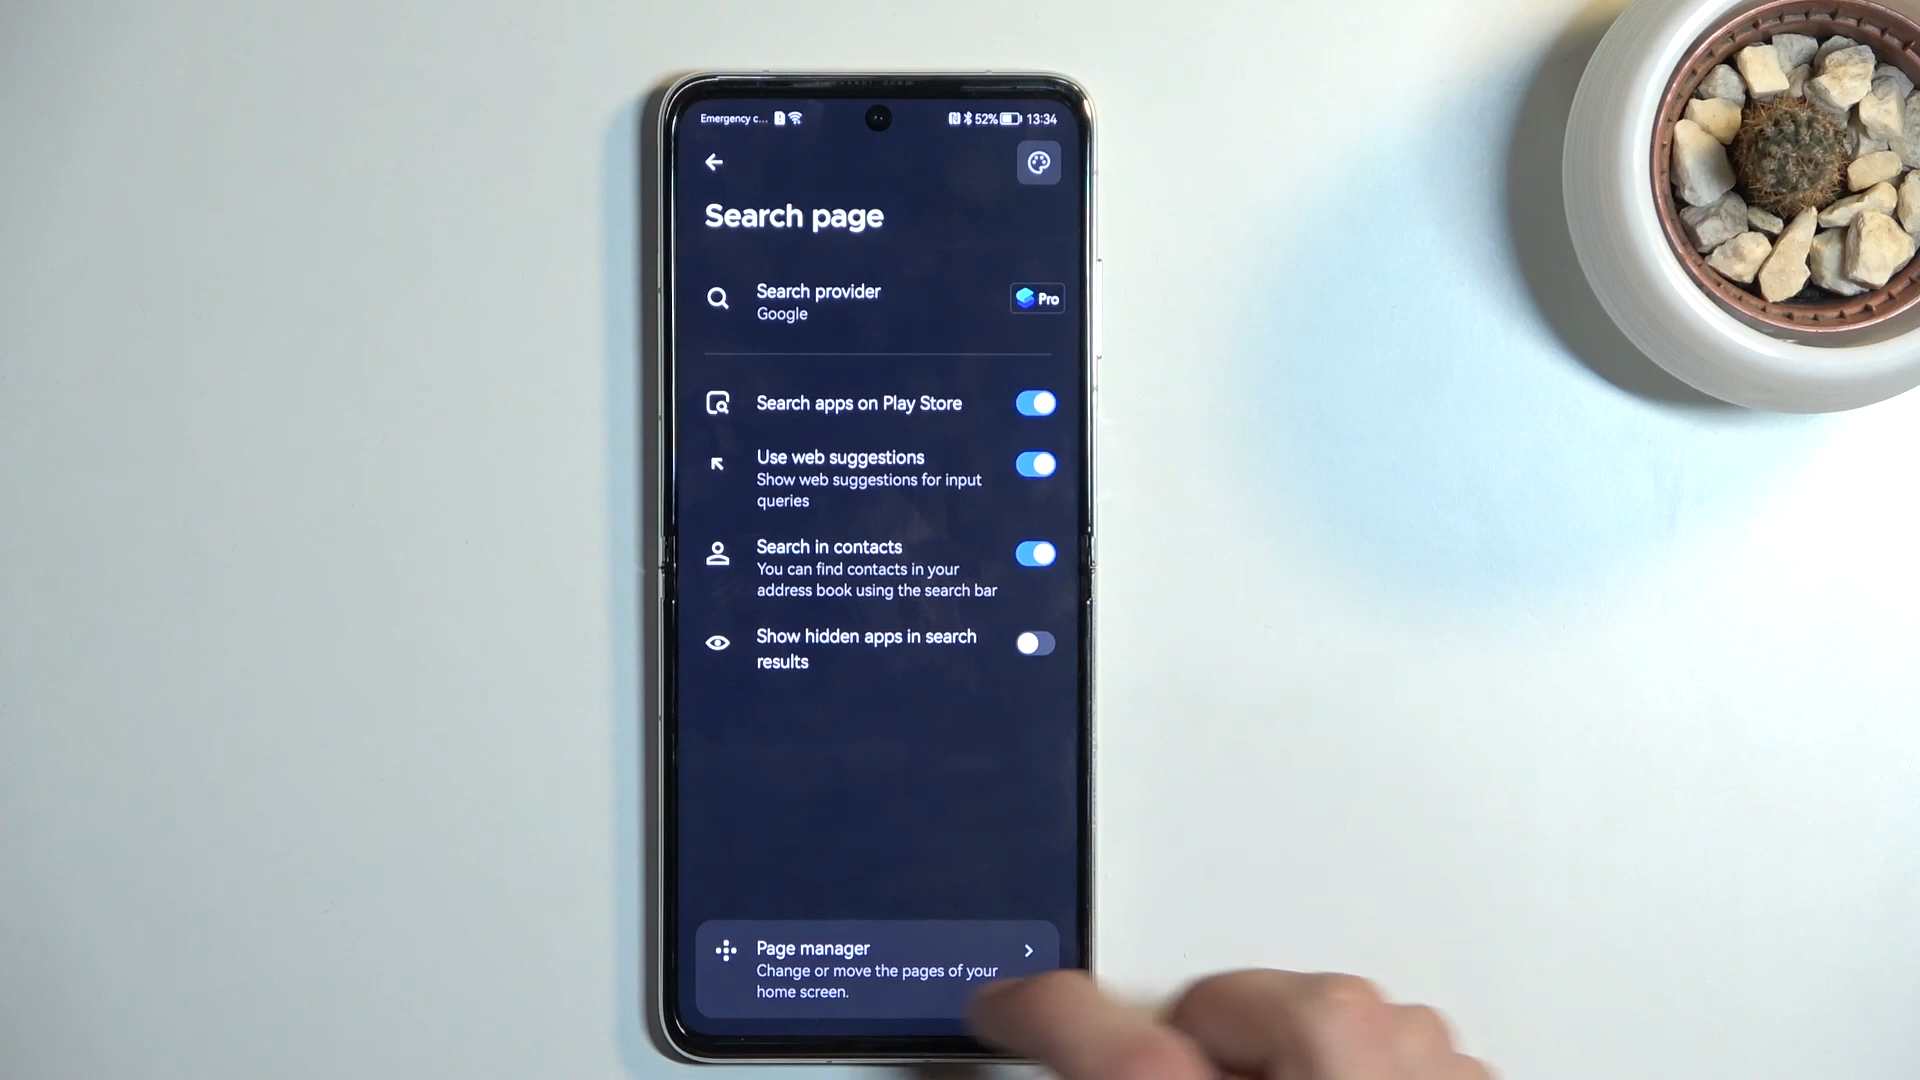 Emergency c... 52% 13:34
Search page
Search provider
Google
Pro
Search apps on Play Store
Use web suggestions
Show web suggestions for input
queries
Search in contacts
You can find contacts in your
address book using the search bar
Show hidden apps in search
results
Page manager
Change or move the pages of your
home screen.